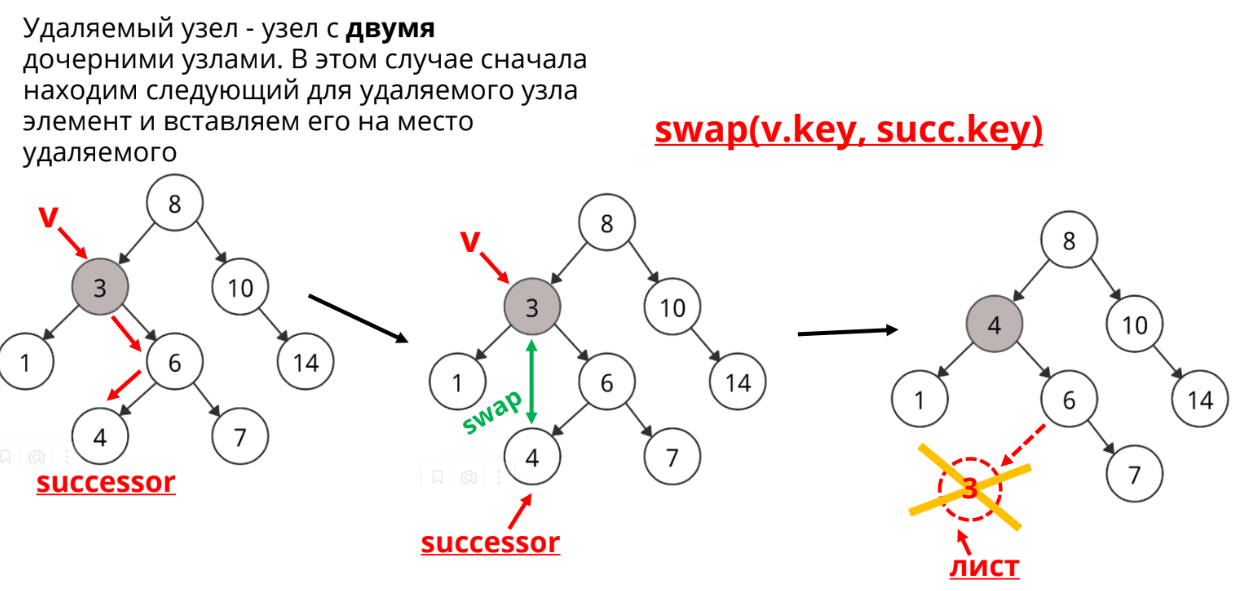 Удаляемый узел - узел с двумя
дочерними узлами. В этом случае сначала
находим следующий для удаляемого узла
элемент и вставляем его на место
удаляемого
swap(v.key, succ.key)
v
8
3
10
1
6
14
4
7
successor
v
8
3
10
1
6
14
swap
4
7
successor
8
4
10
1
6
14
3
7
лист